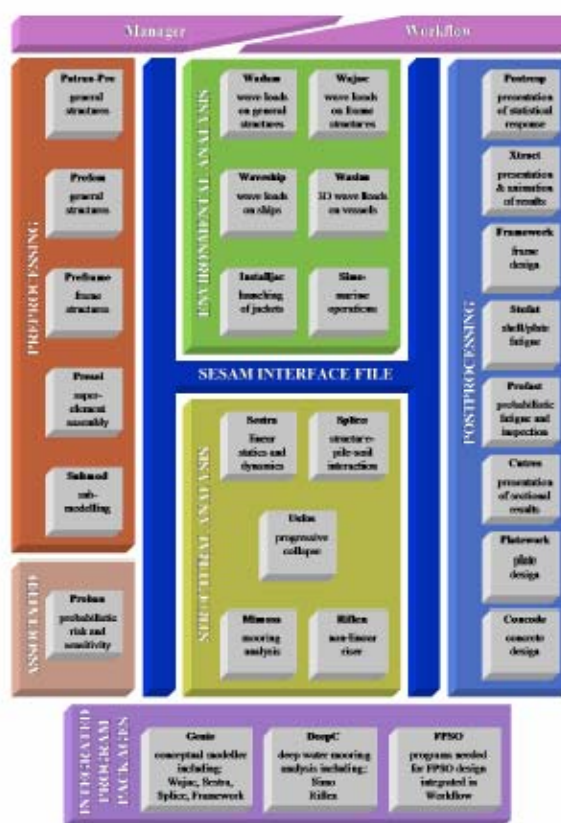 Manager
Workflow
PREPROCESSING
Patran-Pre
general
structures
Prefem
general
structures
Preframe
frame
structures
Presel
super-
element
assembly
Submod
sub-
modelling
ASSOCIATED
Proban
probabilistic
risk and
sensitivity
ENVIRONMENTAL ANALYSIS
Wadam
wave loads
on general
structures
Wajac
wave loads
on frame
structures
Waveship
wave loads
on ships
Wasim
3D wave loads
on vessels
Installjac
launching
of jackets
Simo
marine
operations
SESAM INTERFACE FILE
STRUCTURAL ANALYSIS
Sestra
linear
statics and
dynamics
Splice
structure-
pile-soil
interaction
Usfos
progressive
collapse
Mimosa
mooring
analysis
Riflex
non-linear
riser
POSTPROCESSING
Postresp
presentation
of statistical
response
Xtract
presentation
& animation
of results
Framework
frame
design
Stofat
shell/plate
fatigue
Profast
probabilistic
fatigue and
inspection
Cutres
presentation
of sectional
results
Platework
plate
design
Concode
concrete
design
INTEGRATED
PROGRAM
PACKAGES
Genie
conceptual modeller
including:
Wajac, Sestra,
Splice, Framework
DeepC
deep water mooring
analysis including:
Simo
Riflex
FPSO
programs needed
for FPSO design
integrated in
Workflow